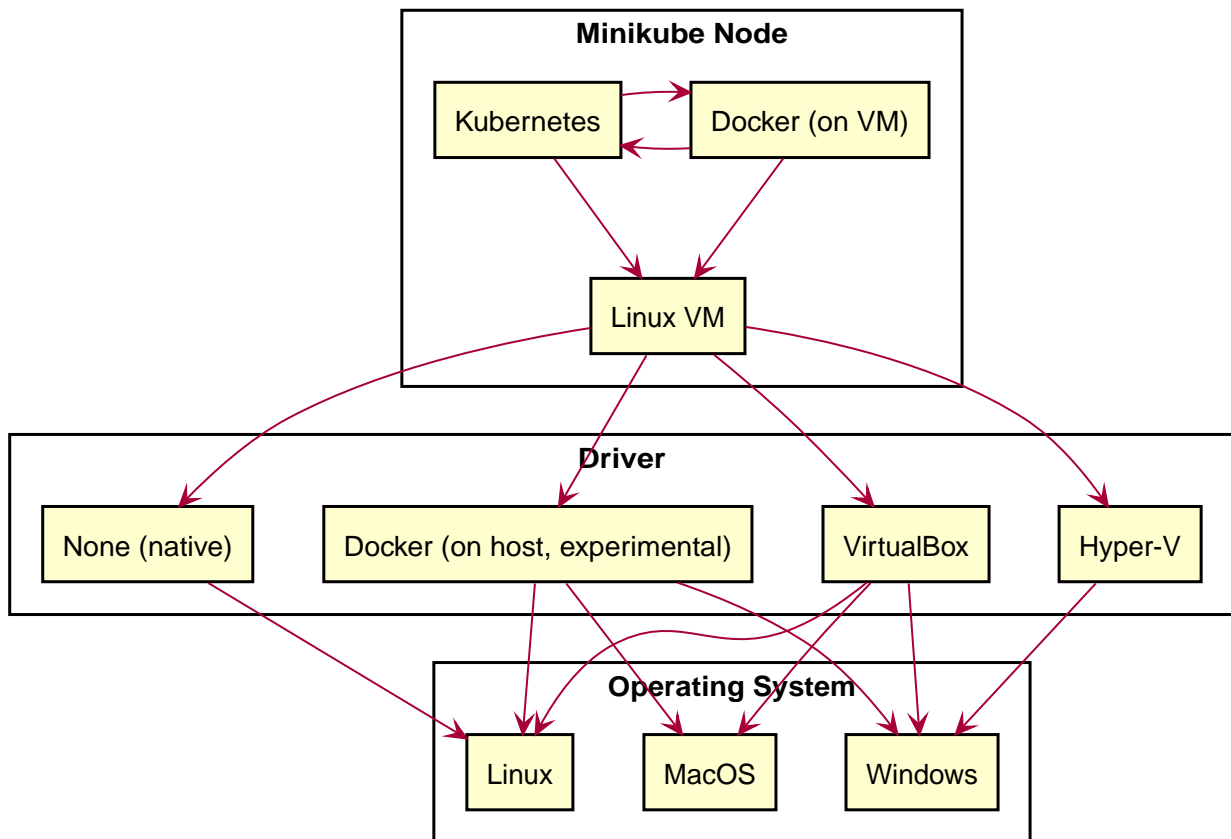 Minikube Node
Kubernetes
Docker (on VM)
Linux VM
Driver
None (native)
Docker (on host, experimental)
VirtualBox
Hyper-V
Operating System
Linux
MacOS
Windows